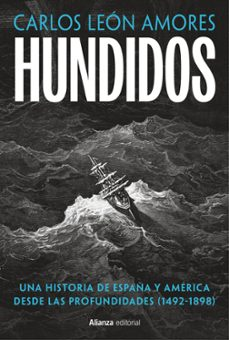 CARLOS LEÓN AMORES
HUNDIDOS
UNA HISTORIA DE ESPAÑA Y AMÉRICA
DESDE LAS PROFUNDIDADES (1492-1898)
Alianza editorial